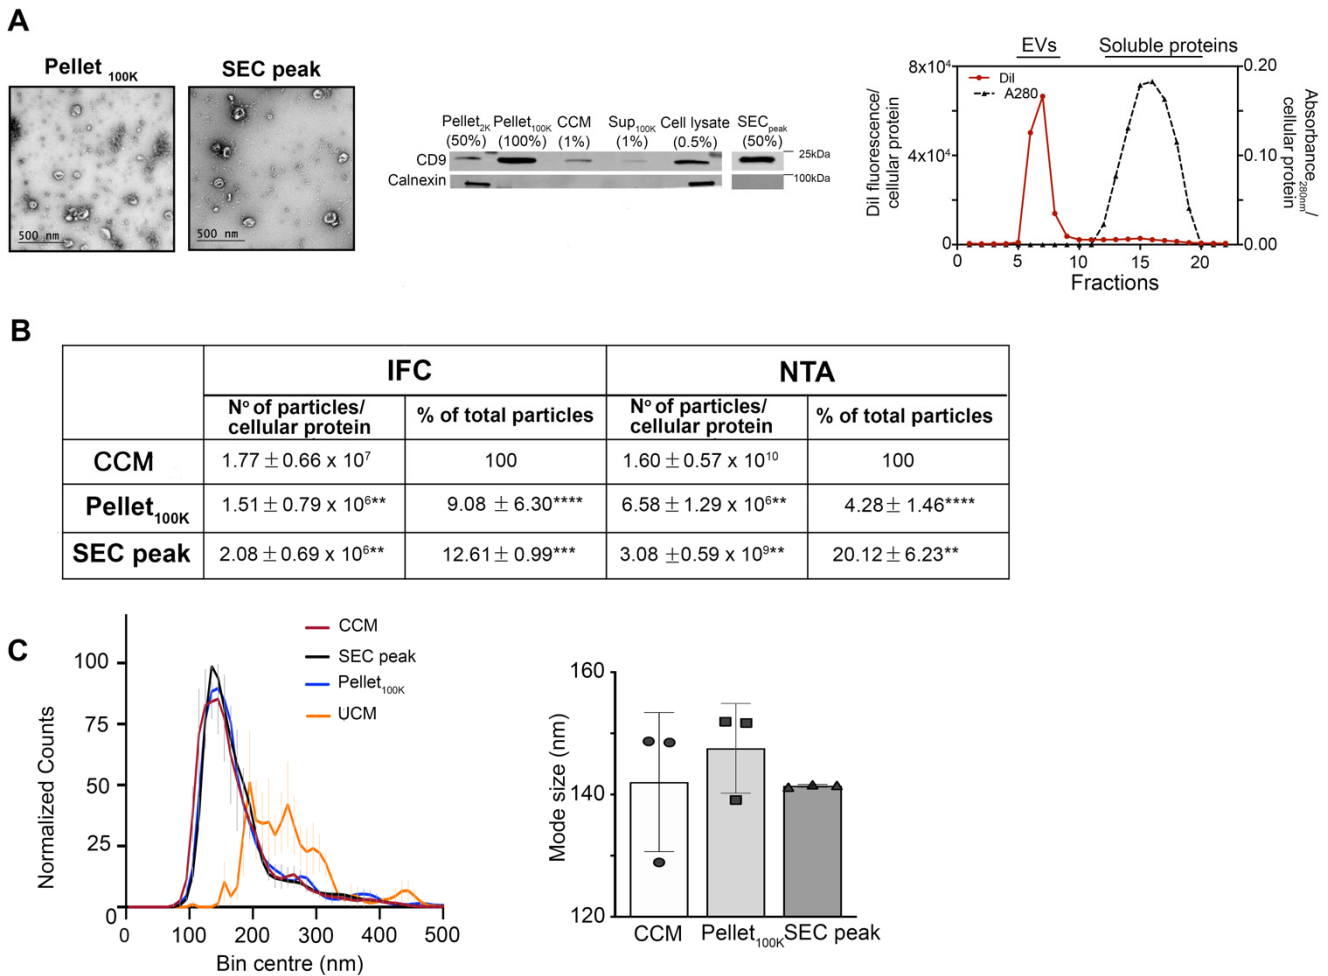 A
Pellet 100K
SEC peak
500 nm
500 nm
Pellet2K Pellet100K CCM Sup100K Cell lysate SECpeak
(50%) (100%) (1%) (1%) (0.5%) (50%)
CD9
25kDa
Calnexin
100kDa
EVs
Soluble proteins
DiI
A280
8x10⁴
4x10⁴
0
DiI fluorescence/
cellular protein
0.20
0.10
0.00
Absorbance280nm/
cellular protein
0 5 10 15 20
Fractions
B
IFC NTA
Nº of particles/
cellular protein
% of total particles
Nº of particles/
cellular protein
% of total particles
CCM 1.77 ± 0.66 x 10⁷ 100 1.60 ± 0.57 x 10¹⁰ 100
Pellet100K 1.51 ± 0.79 x 10⁶** 9.08 ± 6.30**** 6.58 ± 1.29 x 10⁶** 4.28 ± 1.46****
SEC peak 2.08 ± 0.69 x 10⁶** 12.61 ± 0.99*** 3.08 ± 0.59 x 10⁹** 20.12 ± 6.23**
C
CCM
SEC peak
Pellet100K
UCM
100
75
50
25
0
Normalized Counts
0 100 200 300 400 500
Bin centre (nm)
160
140
120
Mode size (nm)
CCM Pellet100K SEC peak